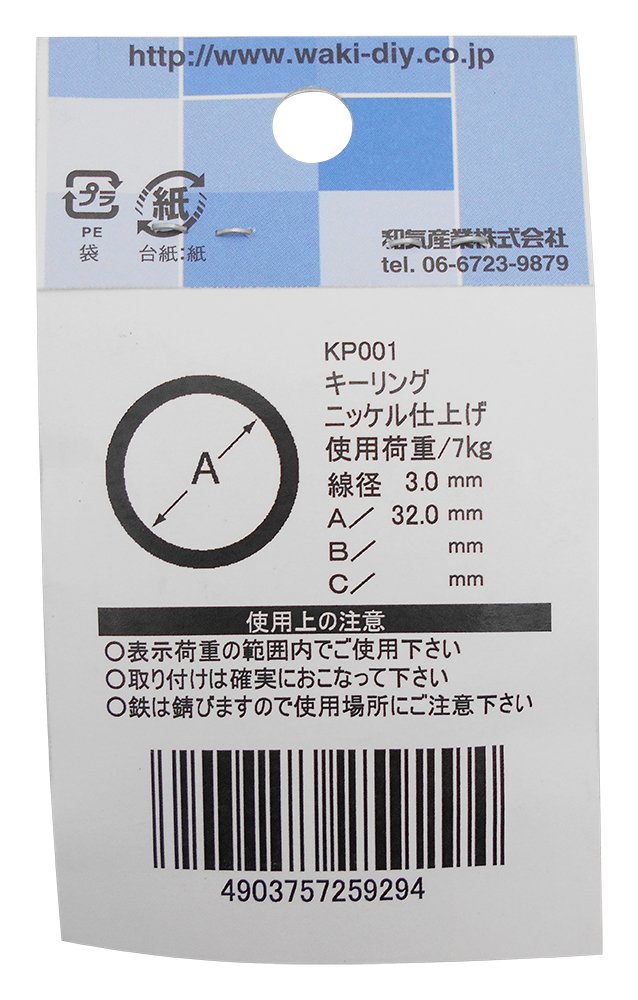 http://www.waki-diy.co.jp
プラ
PE
袋
紙
台紙:紙
和気産業株式会社
tel. 06-6723-9879
KP001
キーリング
ニッケル仕上げ
使用荷重/7kg
線径 3.0 mm
A/ 32.0 mm
B/ mm
C/ mm
A
使用上の注意
○表示荷重の範囲内でご使用下さい
○取り付けは確実におこなって下さい
○鉄は錆びますので使用場所にご注意下さい
4903757259294